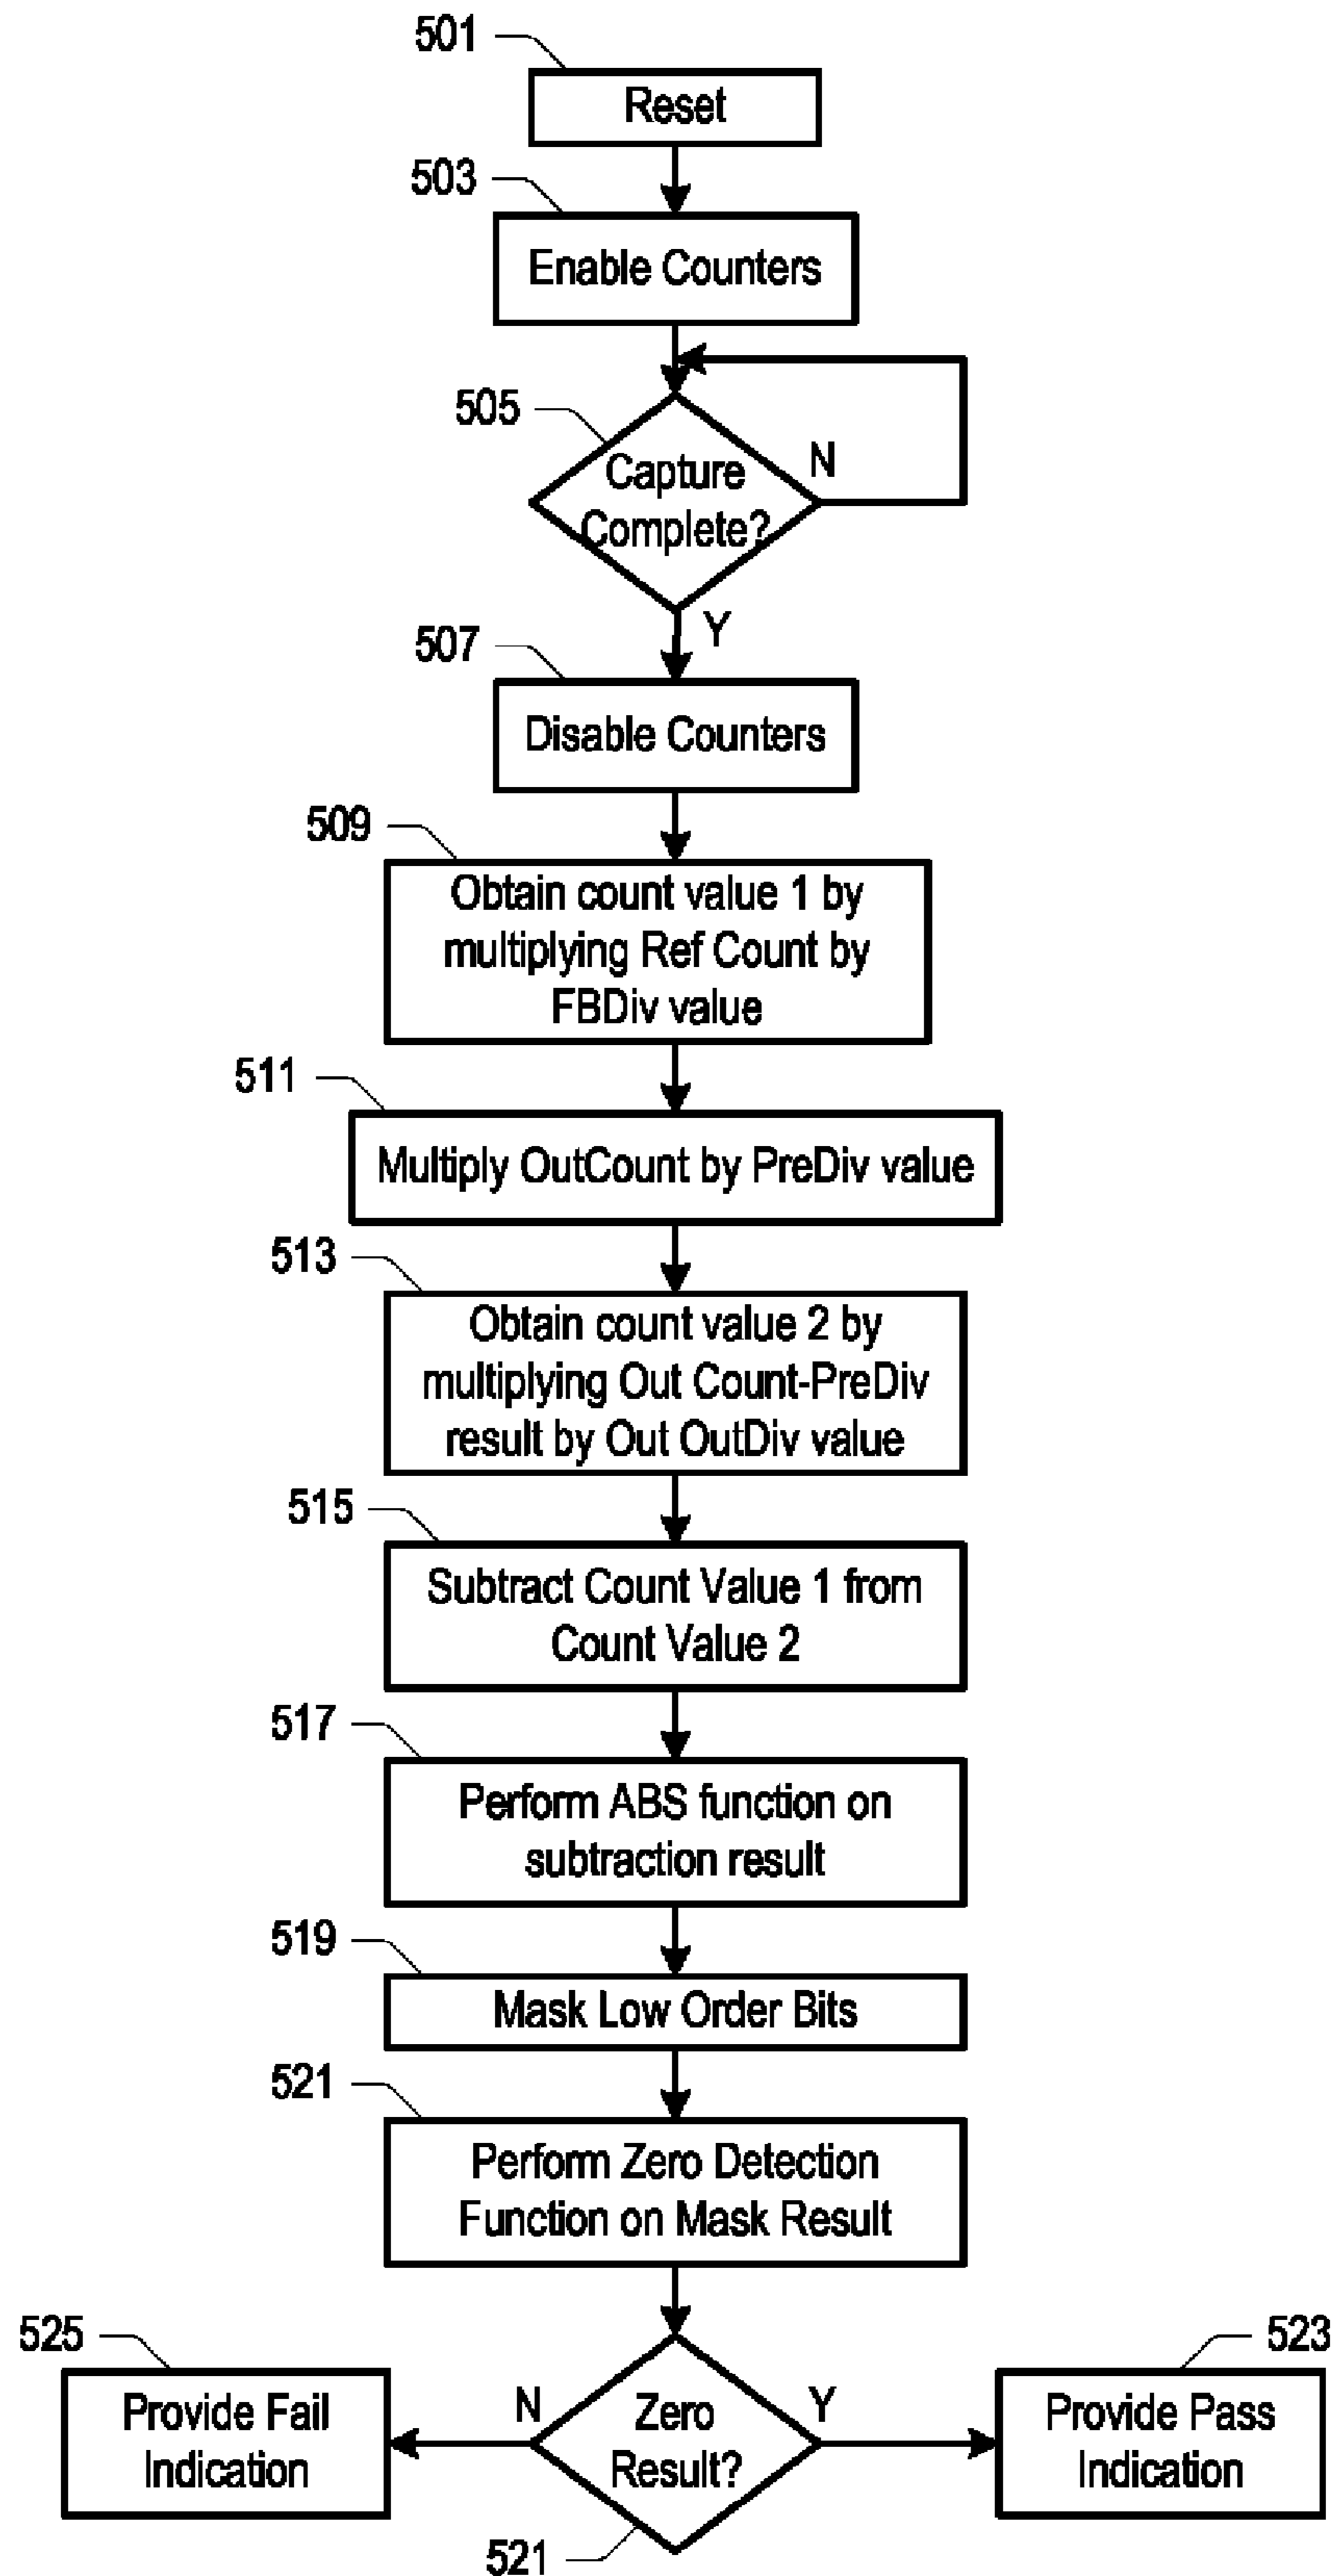 501
Reset
503
Enable Counters
505
Capture
Complete?
N
Y
507
Disable Counters
509
Obtain count value 1 by
multiplying Ref Count by
FBDiv value
511
Multiply OutCount by PreDiv value
513
Obtain count value 2 by
multiplying Out Count-PreDiv
result by Out OutDiv value
515
Subtract Count Value 1 from
Count Value 2
517
Perform ABS function on
subtraction result
519
Mask Low Order Bits
521
Perform Zero Detection
Function on Mask Result
525
Provide Fail
Indication
N
Zero
Result?
Y
523
Provide Pass
Indication
521